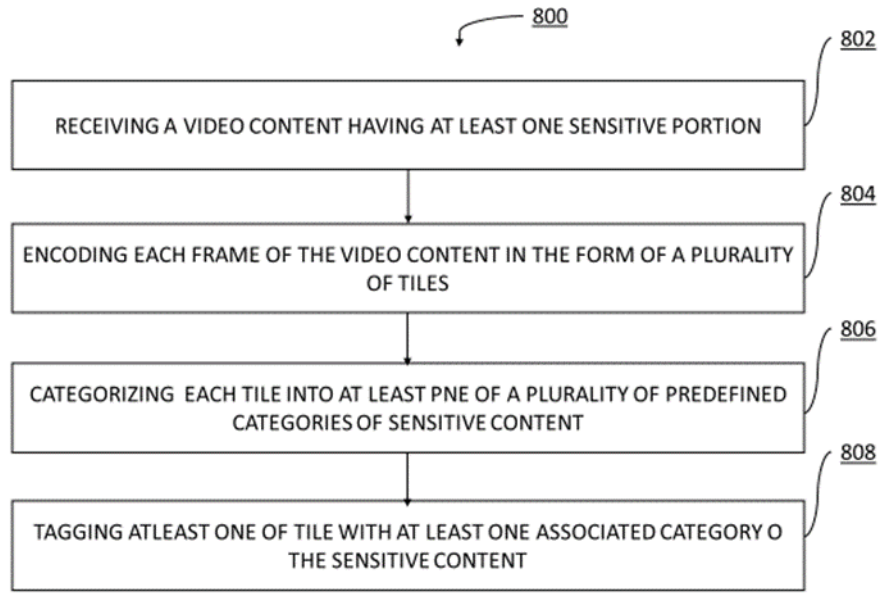 800
802
RECEIVING A VIDEO CONTENT HAVING AT LEAST ONE SENSITIVE PORTION
804
ENCODING EACH FRAME OF THE VIDEO CONTENT IN THE FORM OF A PLURALITY
OF TILES
806
CATEGORIZING EACH TILE INTO AT LEAST PNE OF A PLURALITY OF PREDEFINED
CATEGORIES OF SENSITIVE CONTENT
808
TAGGING ATLEAST ONE OF TILE WITH AT LEAST ONE ASSOCIATED CATEGORY O
THE SENSITIVE CONTENT